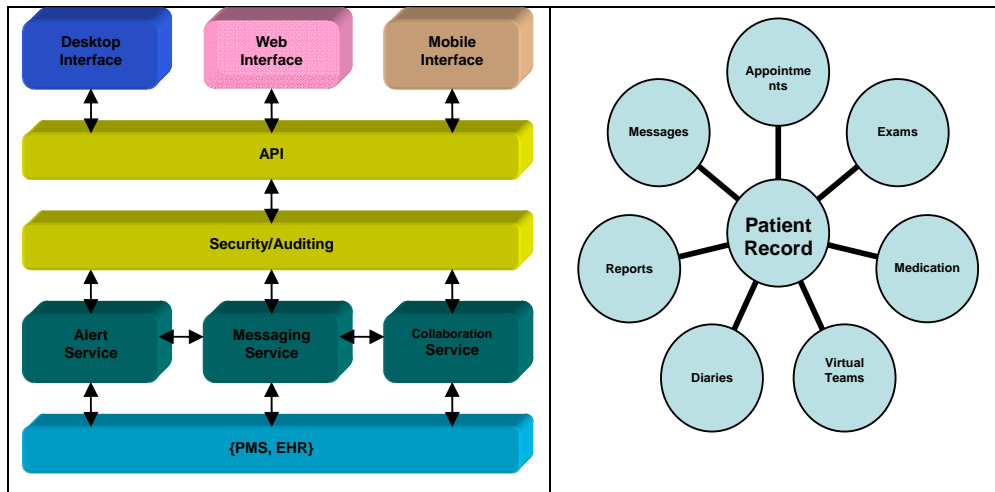 Desktop
Interface
Web
Interface
Mobile
Interface
API
Security/Auditing
Alert
Service
Messaging
Service
Collaboration
Service
{PMS, EHR}
Appointme
nts
Messages
Exams
Patient
Record
Reports
Medication
Diaries
Virtual
Teams